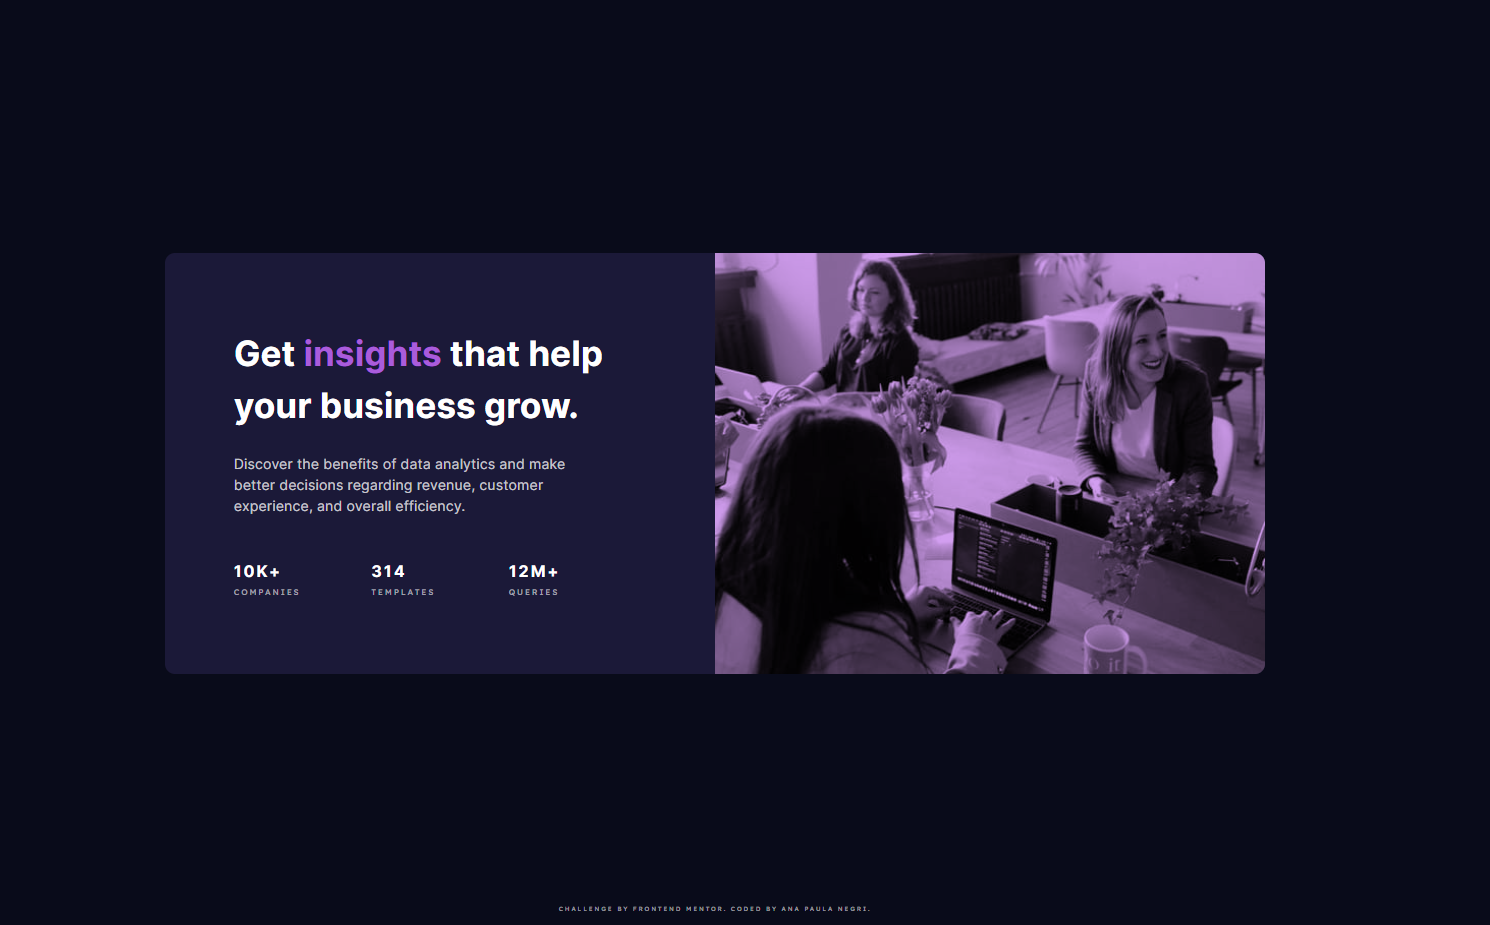 Get insights that help
your business grow.
Discover the benefits of data analytics and make
better decisions regarding revenue, customer
experience, and overall efficiency.
10K+ 314 12M+
COMPANIES TEMPLATES QUERIES
CHALLENGE BY FRONTEND MENTOR. CODED BY ANA PAULA NEGRI.